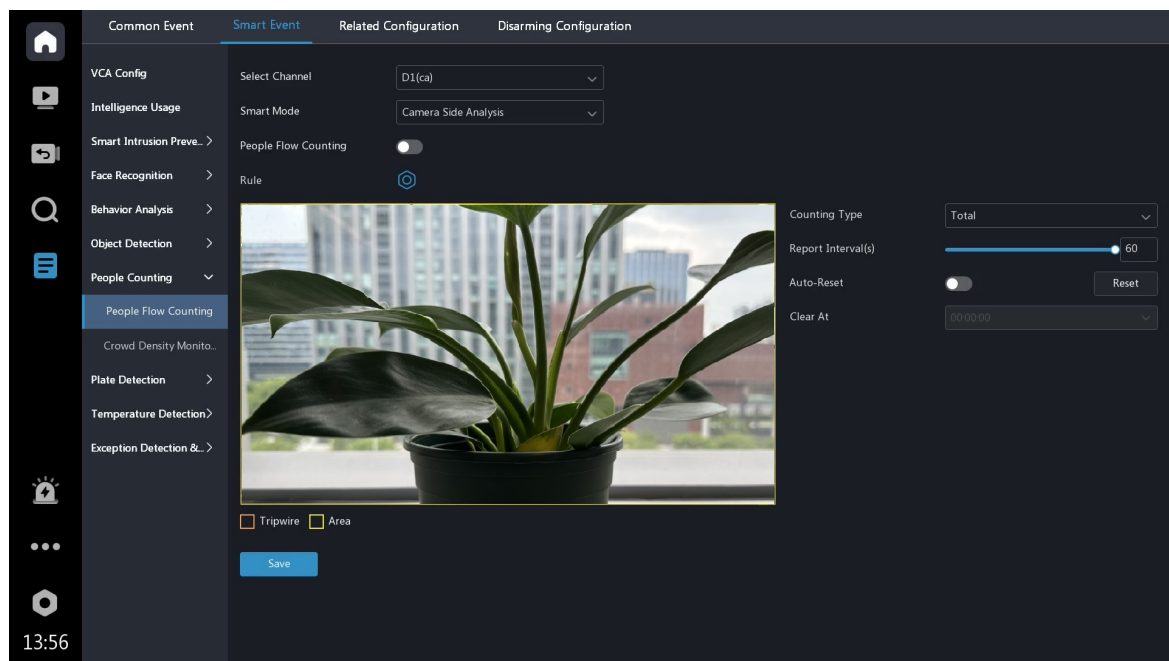 Common Event Smart Event Related Configuration Disarming Configuration
VCA Config
Intelligence Usage
Smart Intrusion Preve...
Face Recognition
Behavior Analysis
Object Detection
People Counting
People Flow Counting
Crowd Density Monito...
Plate Detection
Temperature Detection
Exception Detection &...
13:56
Select Channel D1(ca)
Smart Mode Camera Side Analysis
People Flow Counting
Rule
Counting Type Total
Report Interval(s) 60
Auto-Reset Reset
Clear At 00:00:00
Tripwire Area
Save